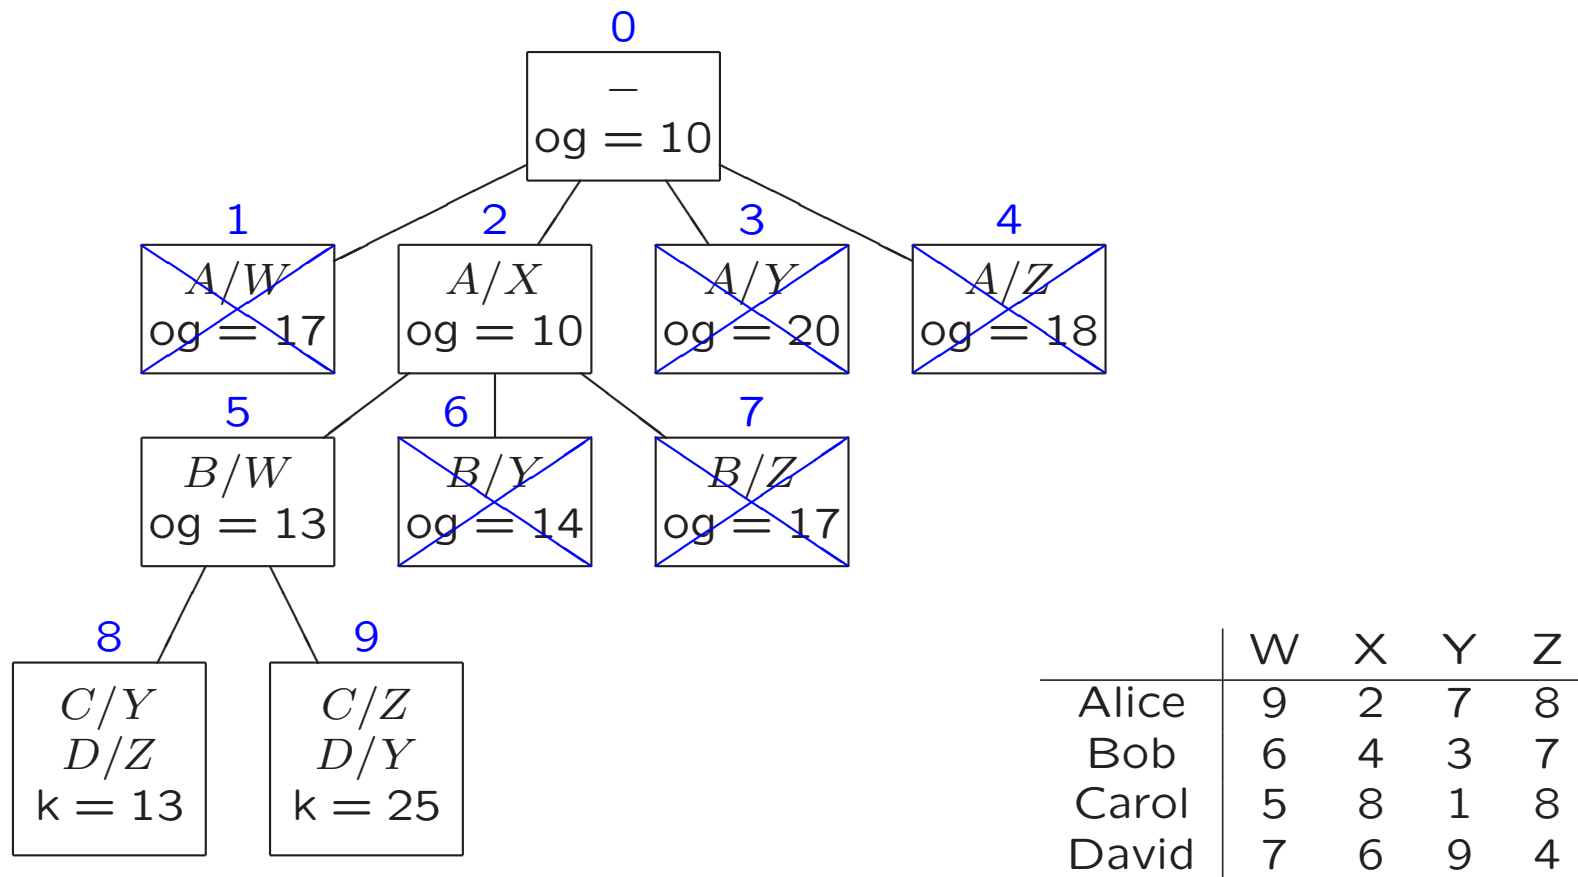 0
–
og = 10
1
2
3
4
A/W
og = 17
A/X
og = 10
A/Y
og = 20
A/Z
og = 18
5
6
7
B/W
og = 13
B/Y
og = 14
B/Z
og = 17
8
9
C/Y
D/Z
k = 13
C/Z
D/Y
k = 25
W X Y Z
Alice 9 2 7 8
Bob 6 4 3 7
Carol 5 8 1 8
David 7 6 9 4